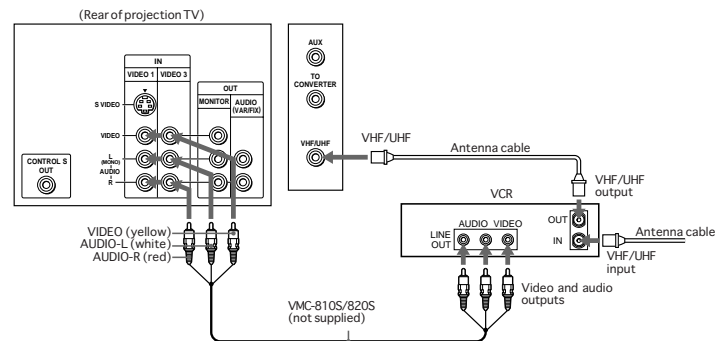 (Rear of projection TV)
IN
VIDEO 1 VIDEO 3
OUT
MONITOR AUDIO (VAR/FIX)
S VIDEO
VIDEO
L
(MONO)
AUDIO
R
CONTROL S
OUT
AUX
TO
CONVERTER
VHF/UHF
VHF/UHF
Antenna cable
VHF/UHF
output
VCR
AUDIO VIDEO
LINE
OUT
OUT
IN
Antenna cable
VHF/UHF
input
VIDEO (yellow)
AUDIO-L (white)
AUDIO-R (red)
Video and audio
outputs
VMC-810S/820S
(not supplied)